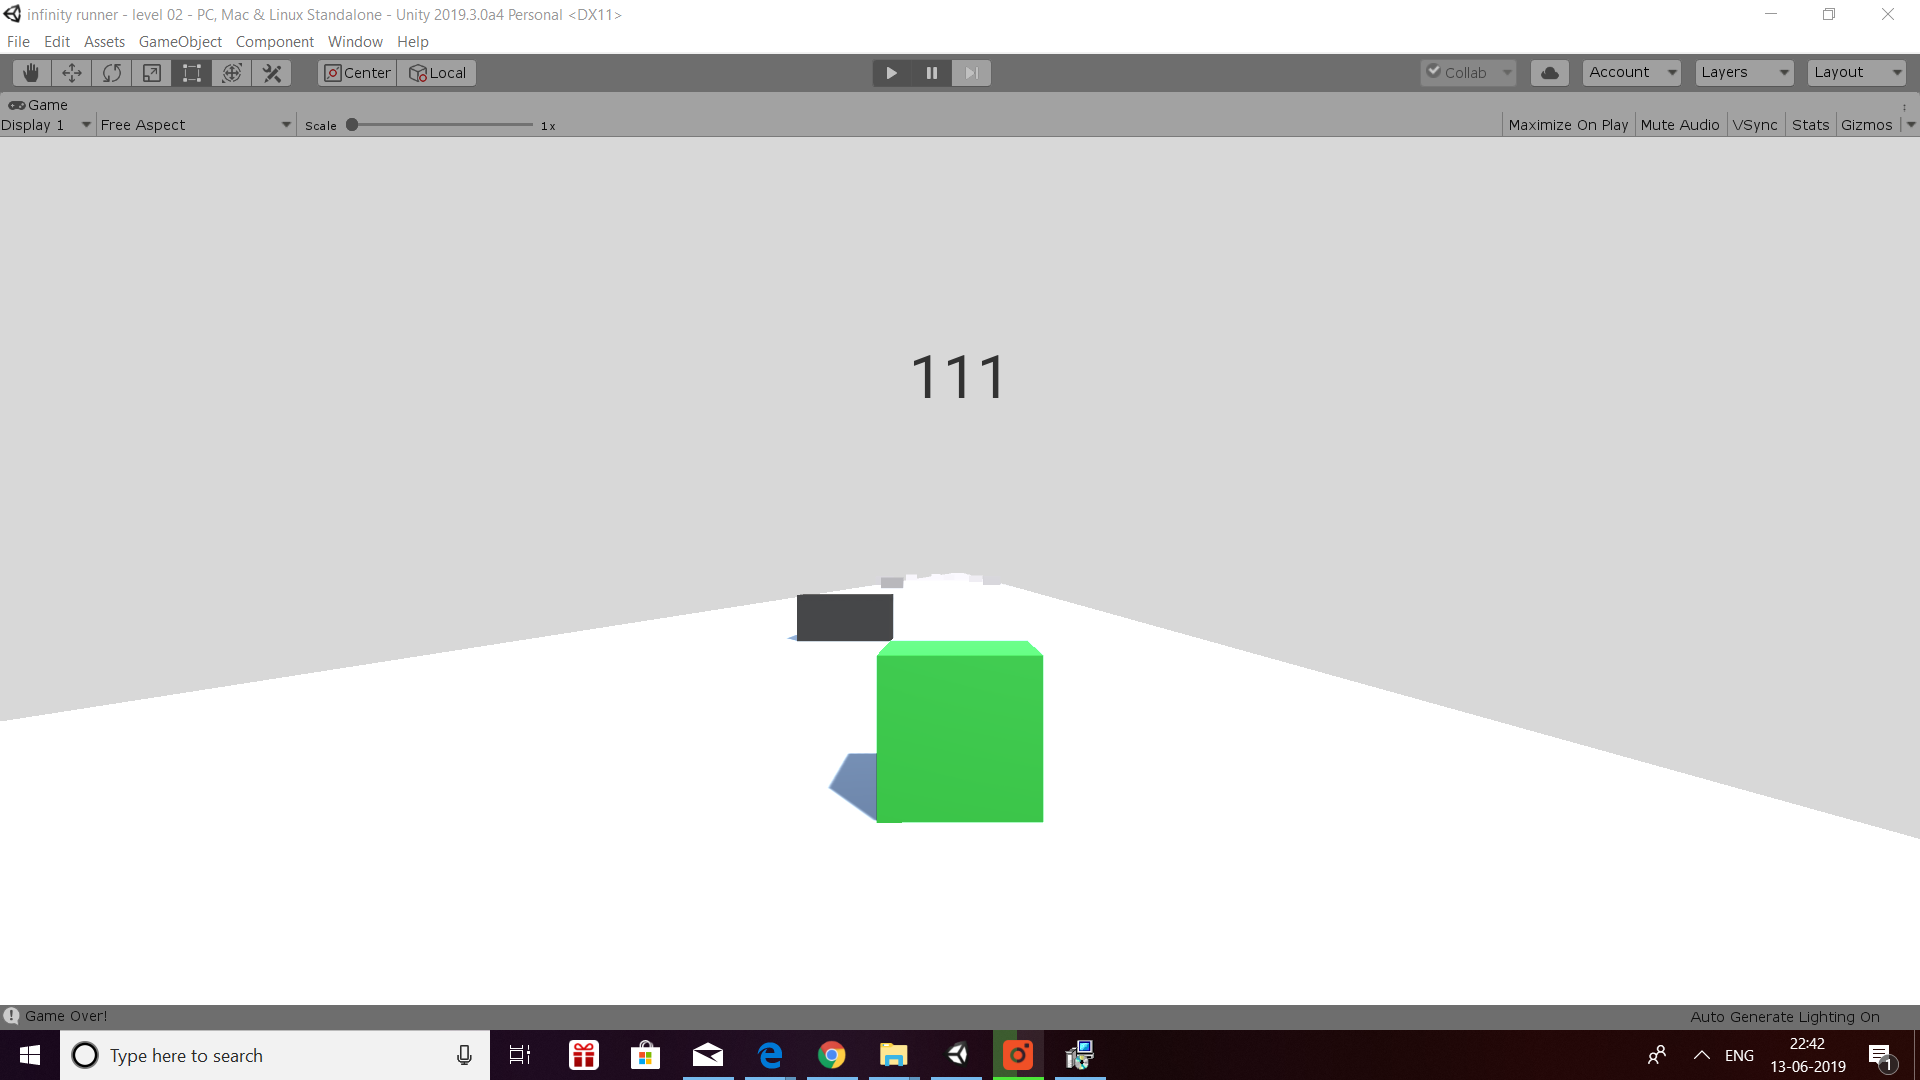 infinity runner - level 02 - PC, Mac & Linux Standalone - Unity 2019.3.0a4 Personal <DX11>
File Edit Assets GameObject Component Window Help
Center Local Collab Account Layers Layout
Game
Display 1 Free Aspect Scale 1x Maximize On Play Mute Audio VSync Stats Gizmos
111
Game Over!
Auto Generate Lighting On
Type here to search
ENG
22:42
13-06-2019
1